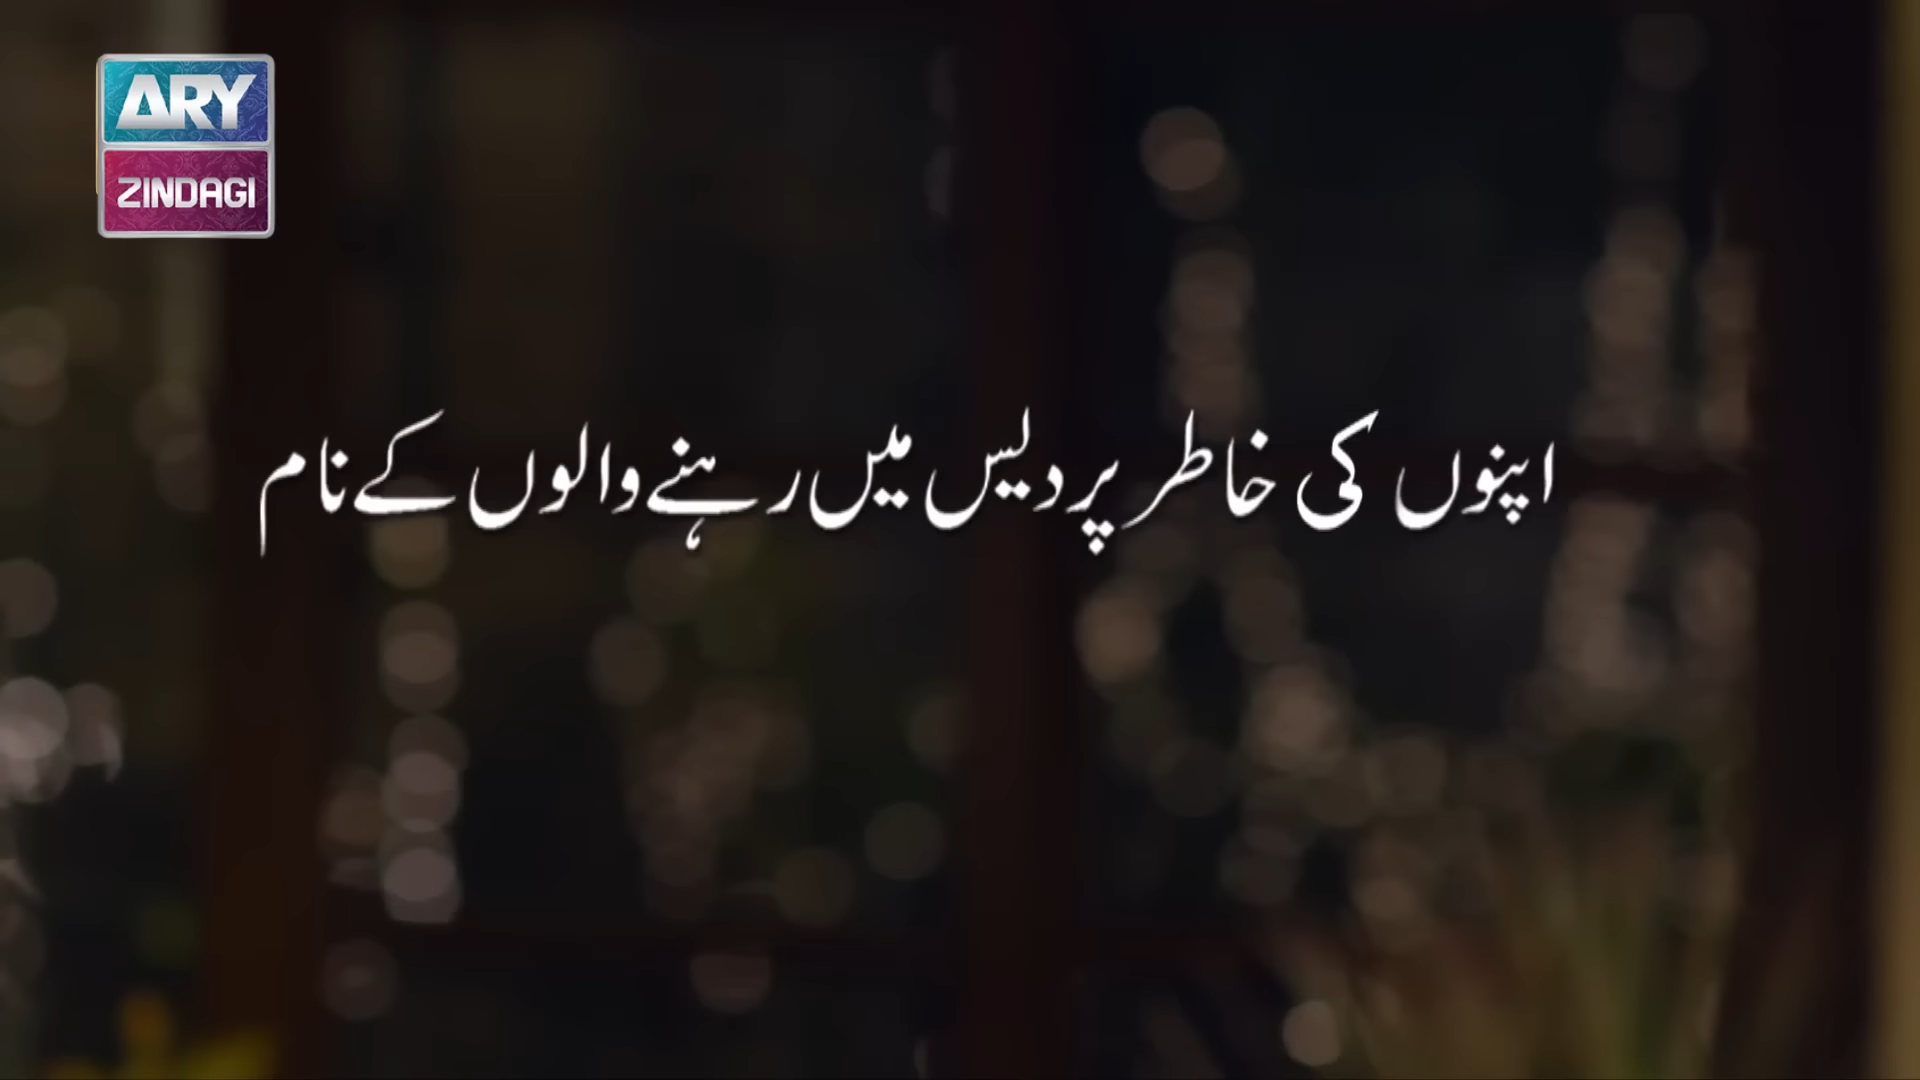 ARY
ZINDAGI
اپنوں کی خاطر پردیس میں رہنے والوں کے نام